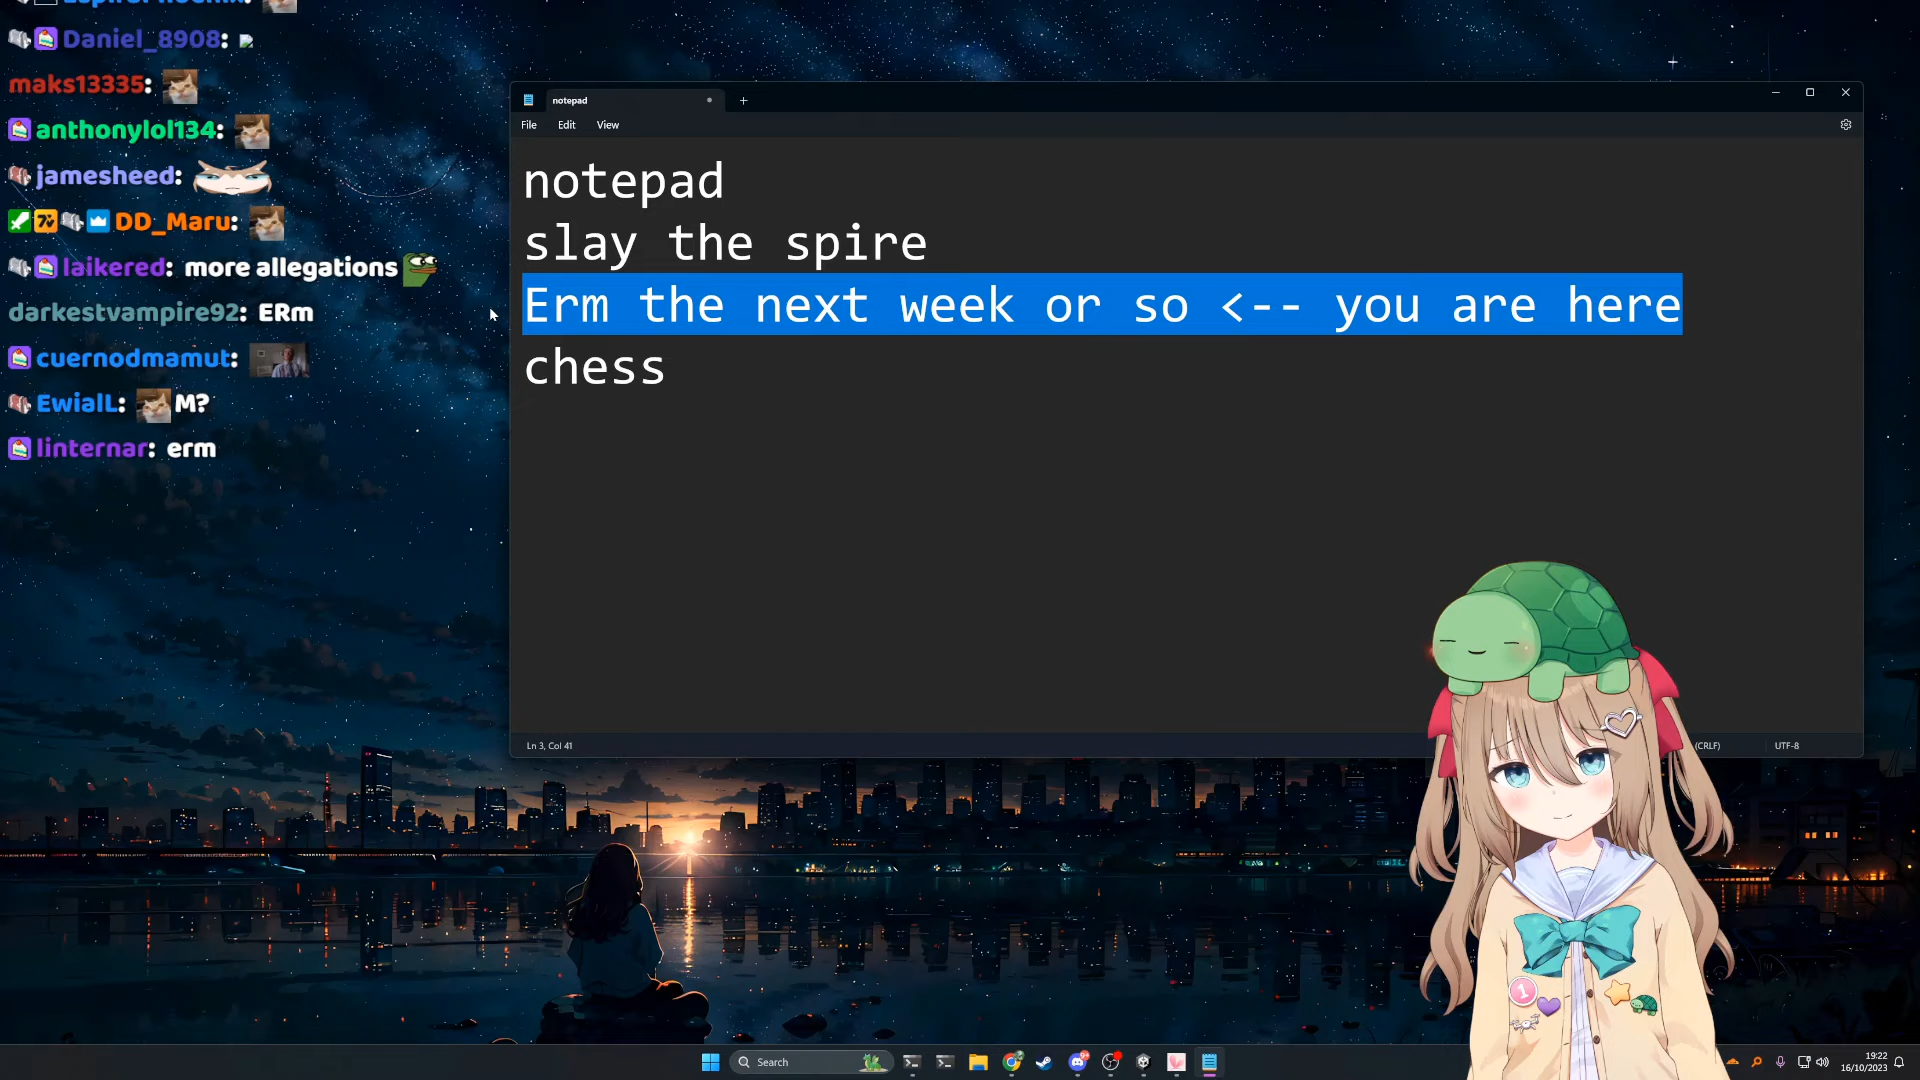 Daniel_8908:
maks13335:
anthonylol134:
jamesheed:
DD_Maru:
laikered: more allegations
darkestvampire92: ERm
cuernodmamut:
EwialL: M?
linternar: erm
notepad
File Edit View
notepad
slay the spire
Erm the next week or so <-- you are here
chess
Ln 3, Col 41
(CRLF)
UTF-8
1
Search
19:22
16/10/2023